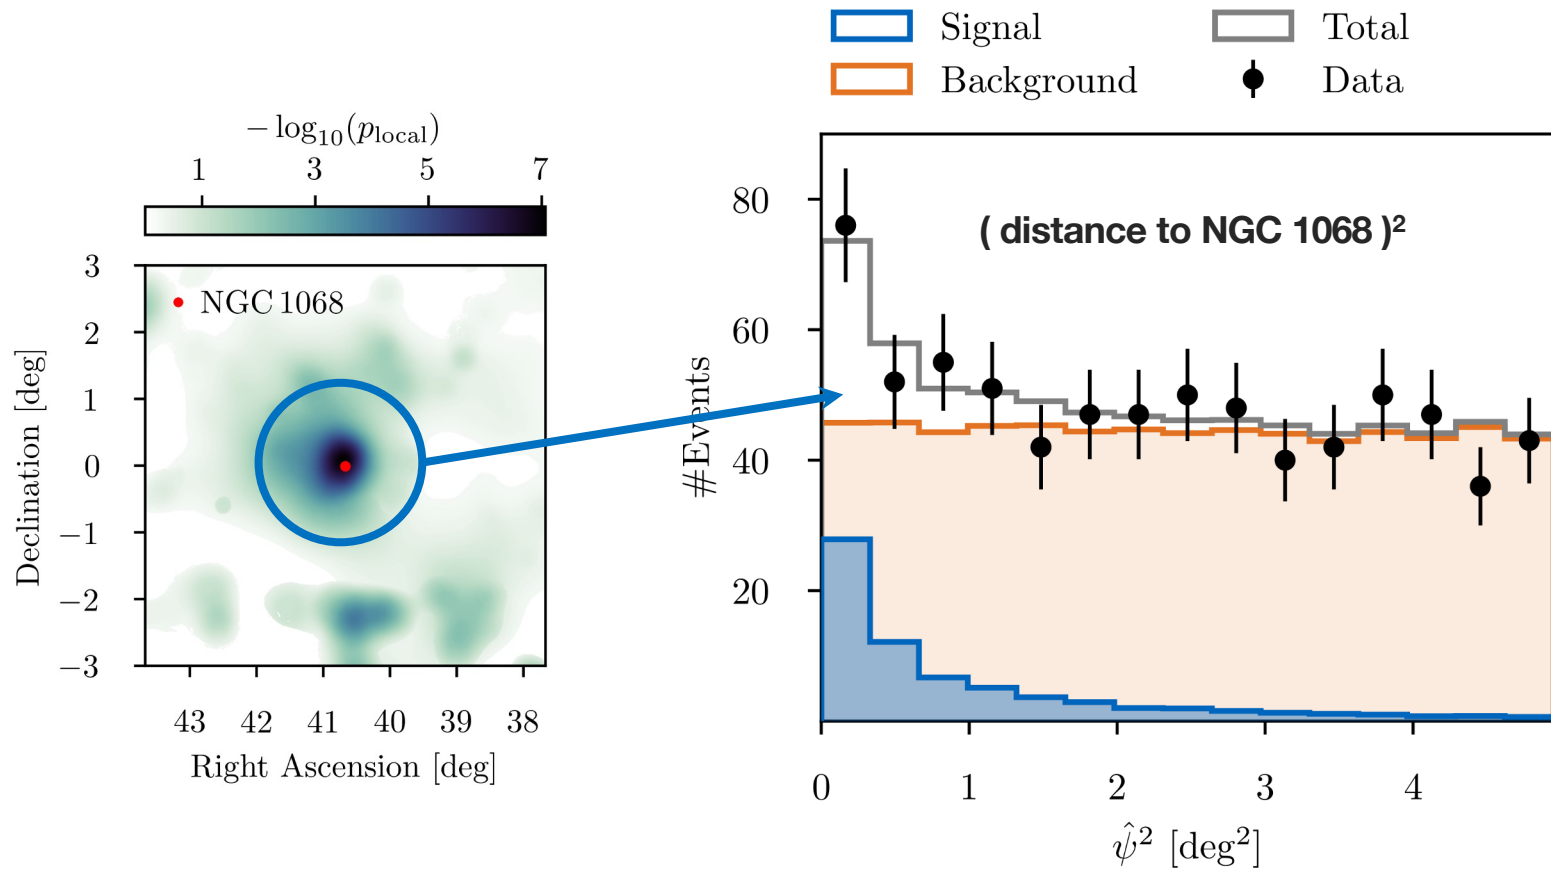 − log₁₀(p_local)
1 3 5 7
NGC 1068
3
2
1
0
−1
−2
−3
Declination [deg]
43 42 41 40 39 38
Right Ascension [deg]
Signal
Total
Background
Data
( distance to NGC 1068 )²
80
60
40
20
#Events
0 1 2 3 4
ψ̂² [deg²]